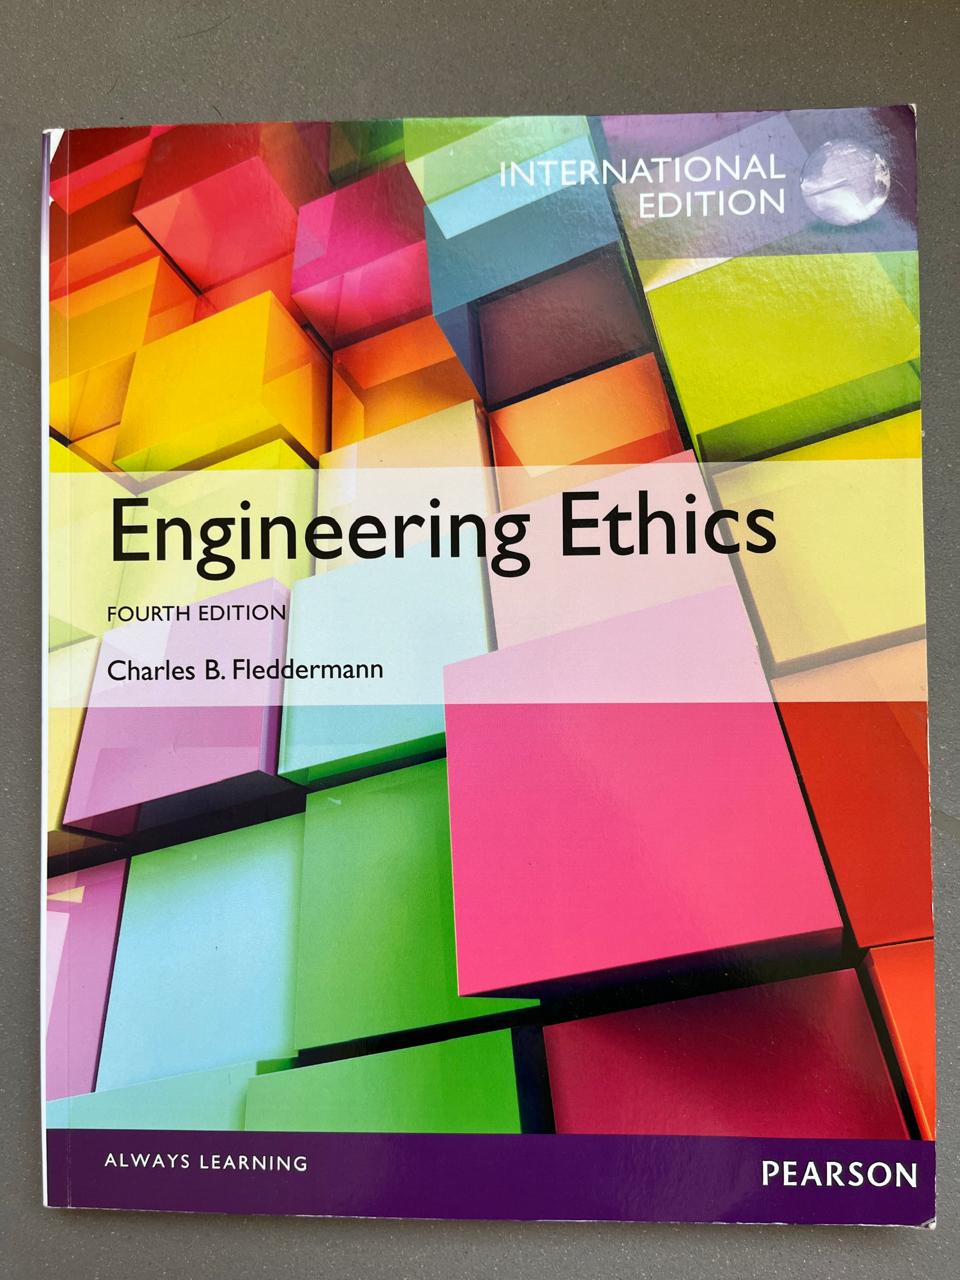 INTERNATIONAL
EDITION
Engineering Ethics
FOURTH EDITION
Charles B. Fleddermann
ALWAYS LEARNING
PEARSON